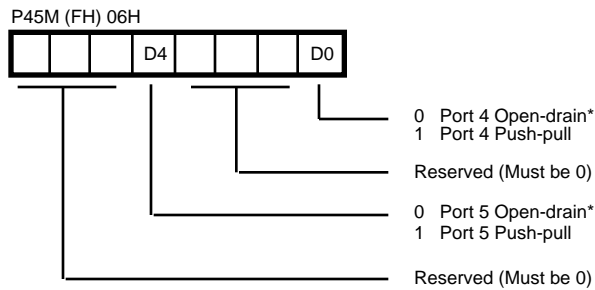 P45M (FH) 06H
D4 D0
0 Port 4 Open-drain*
1 Port 4 Push-pull
Reserved (Must be 0)
0 Port 5 Open-drain*
1 Port 5 Push-pull
Reserved (Must be 0)